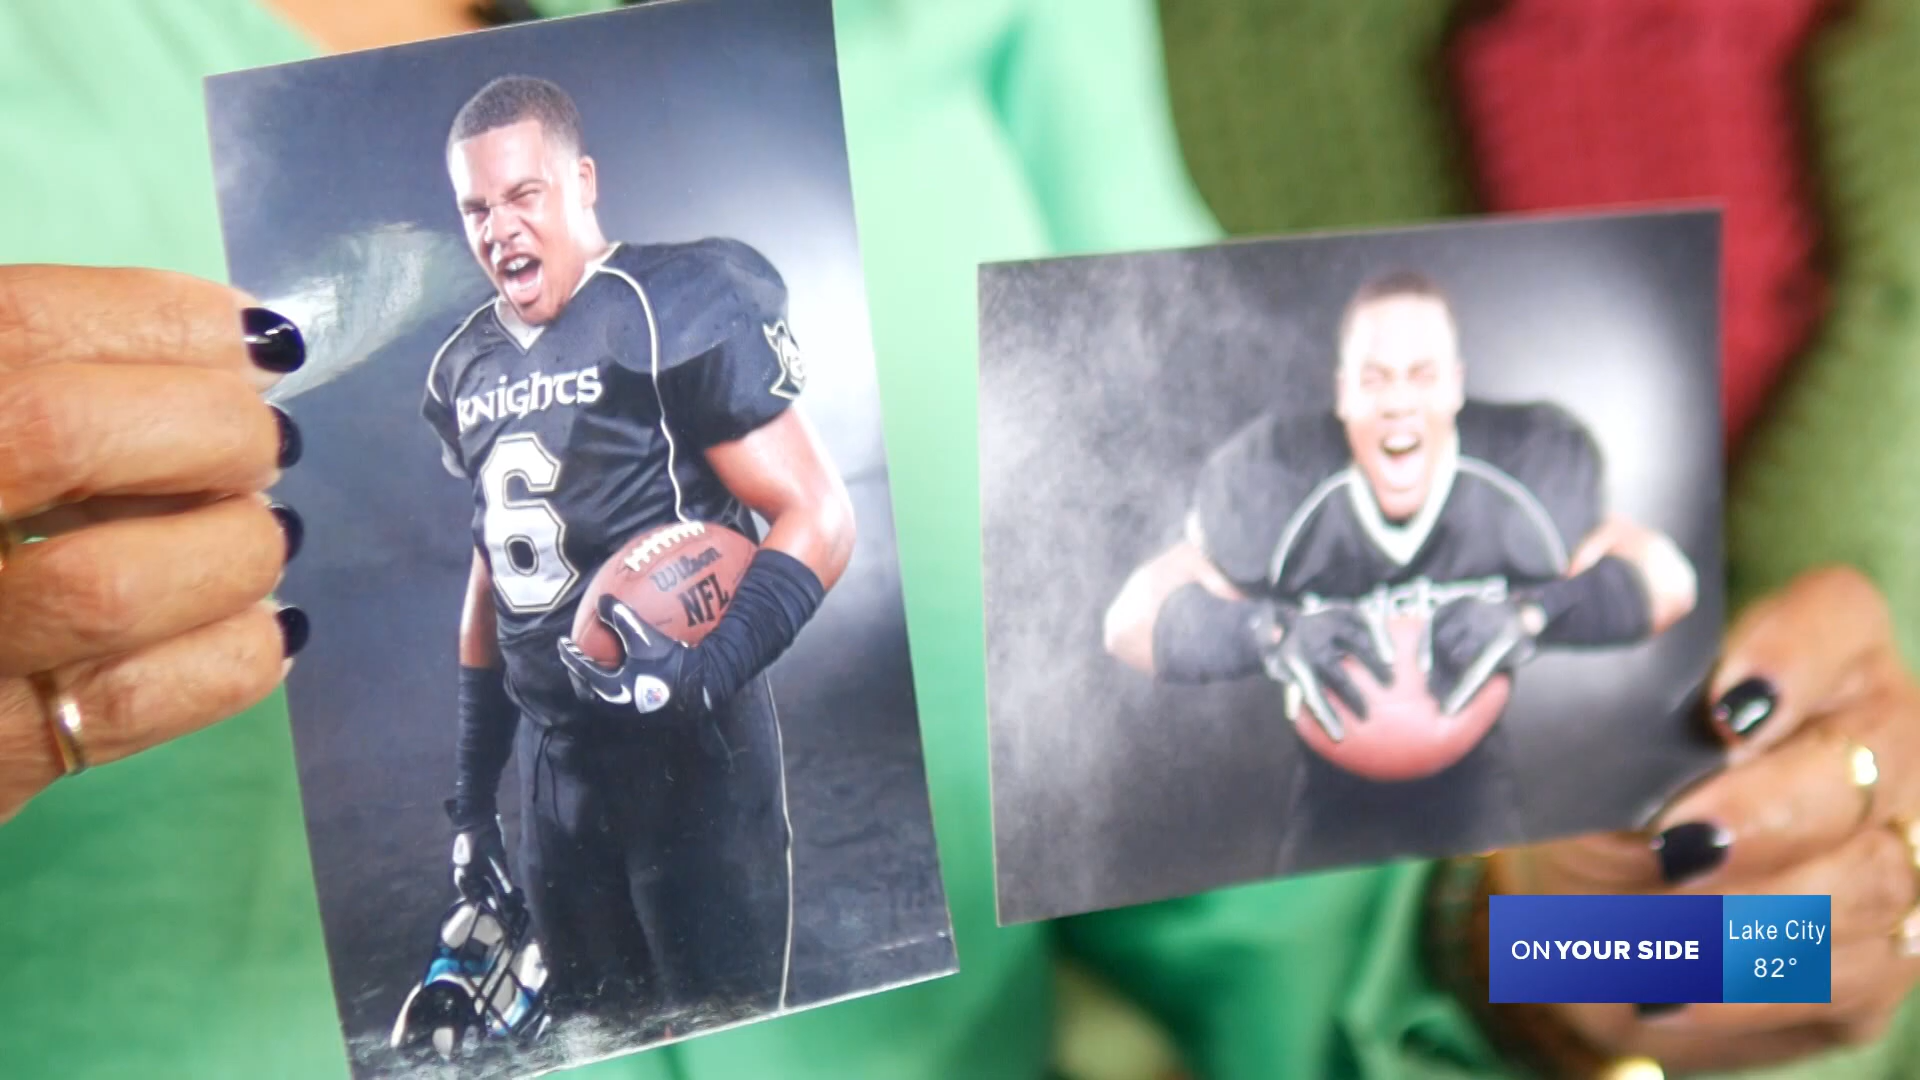 KNIGHTS
6
Wilson
NFL
ON YOUR SIDE
Lake City
82°